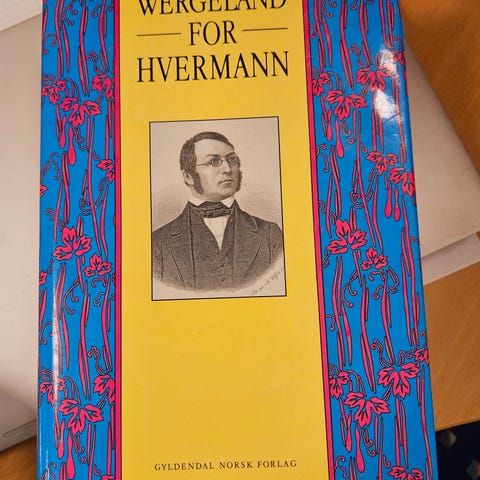 WERGELAND
FOR
HVERMANN
GYLDENDAL NORSK FORLAG